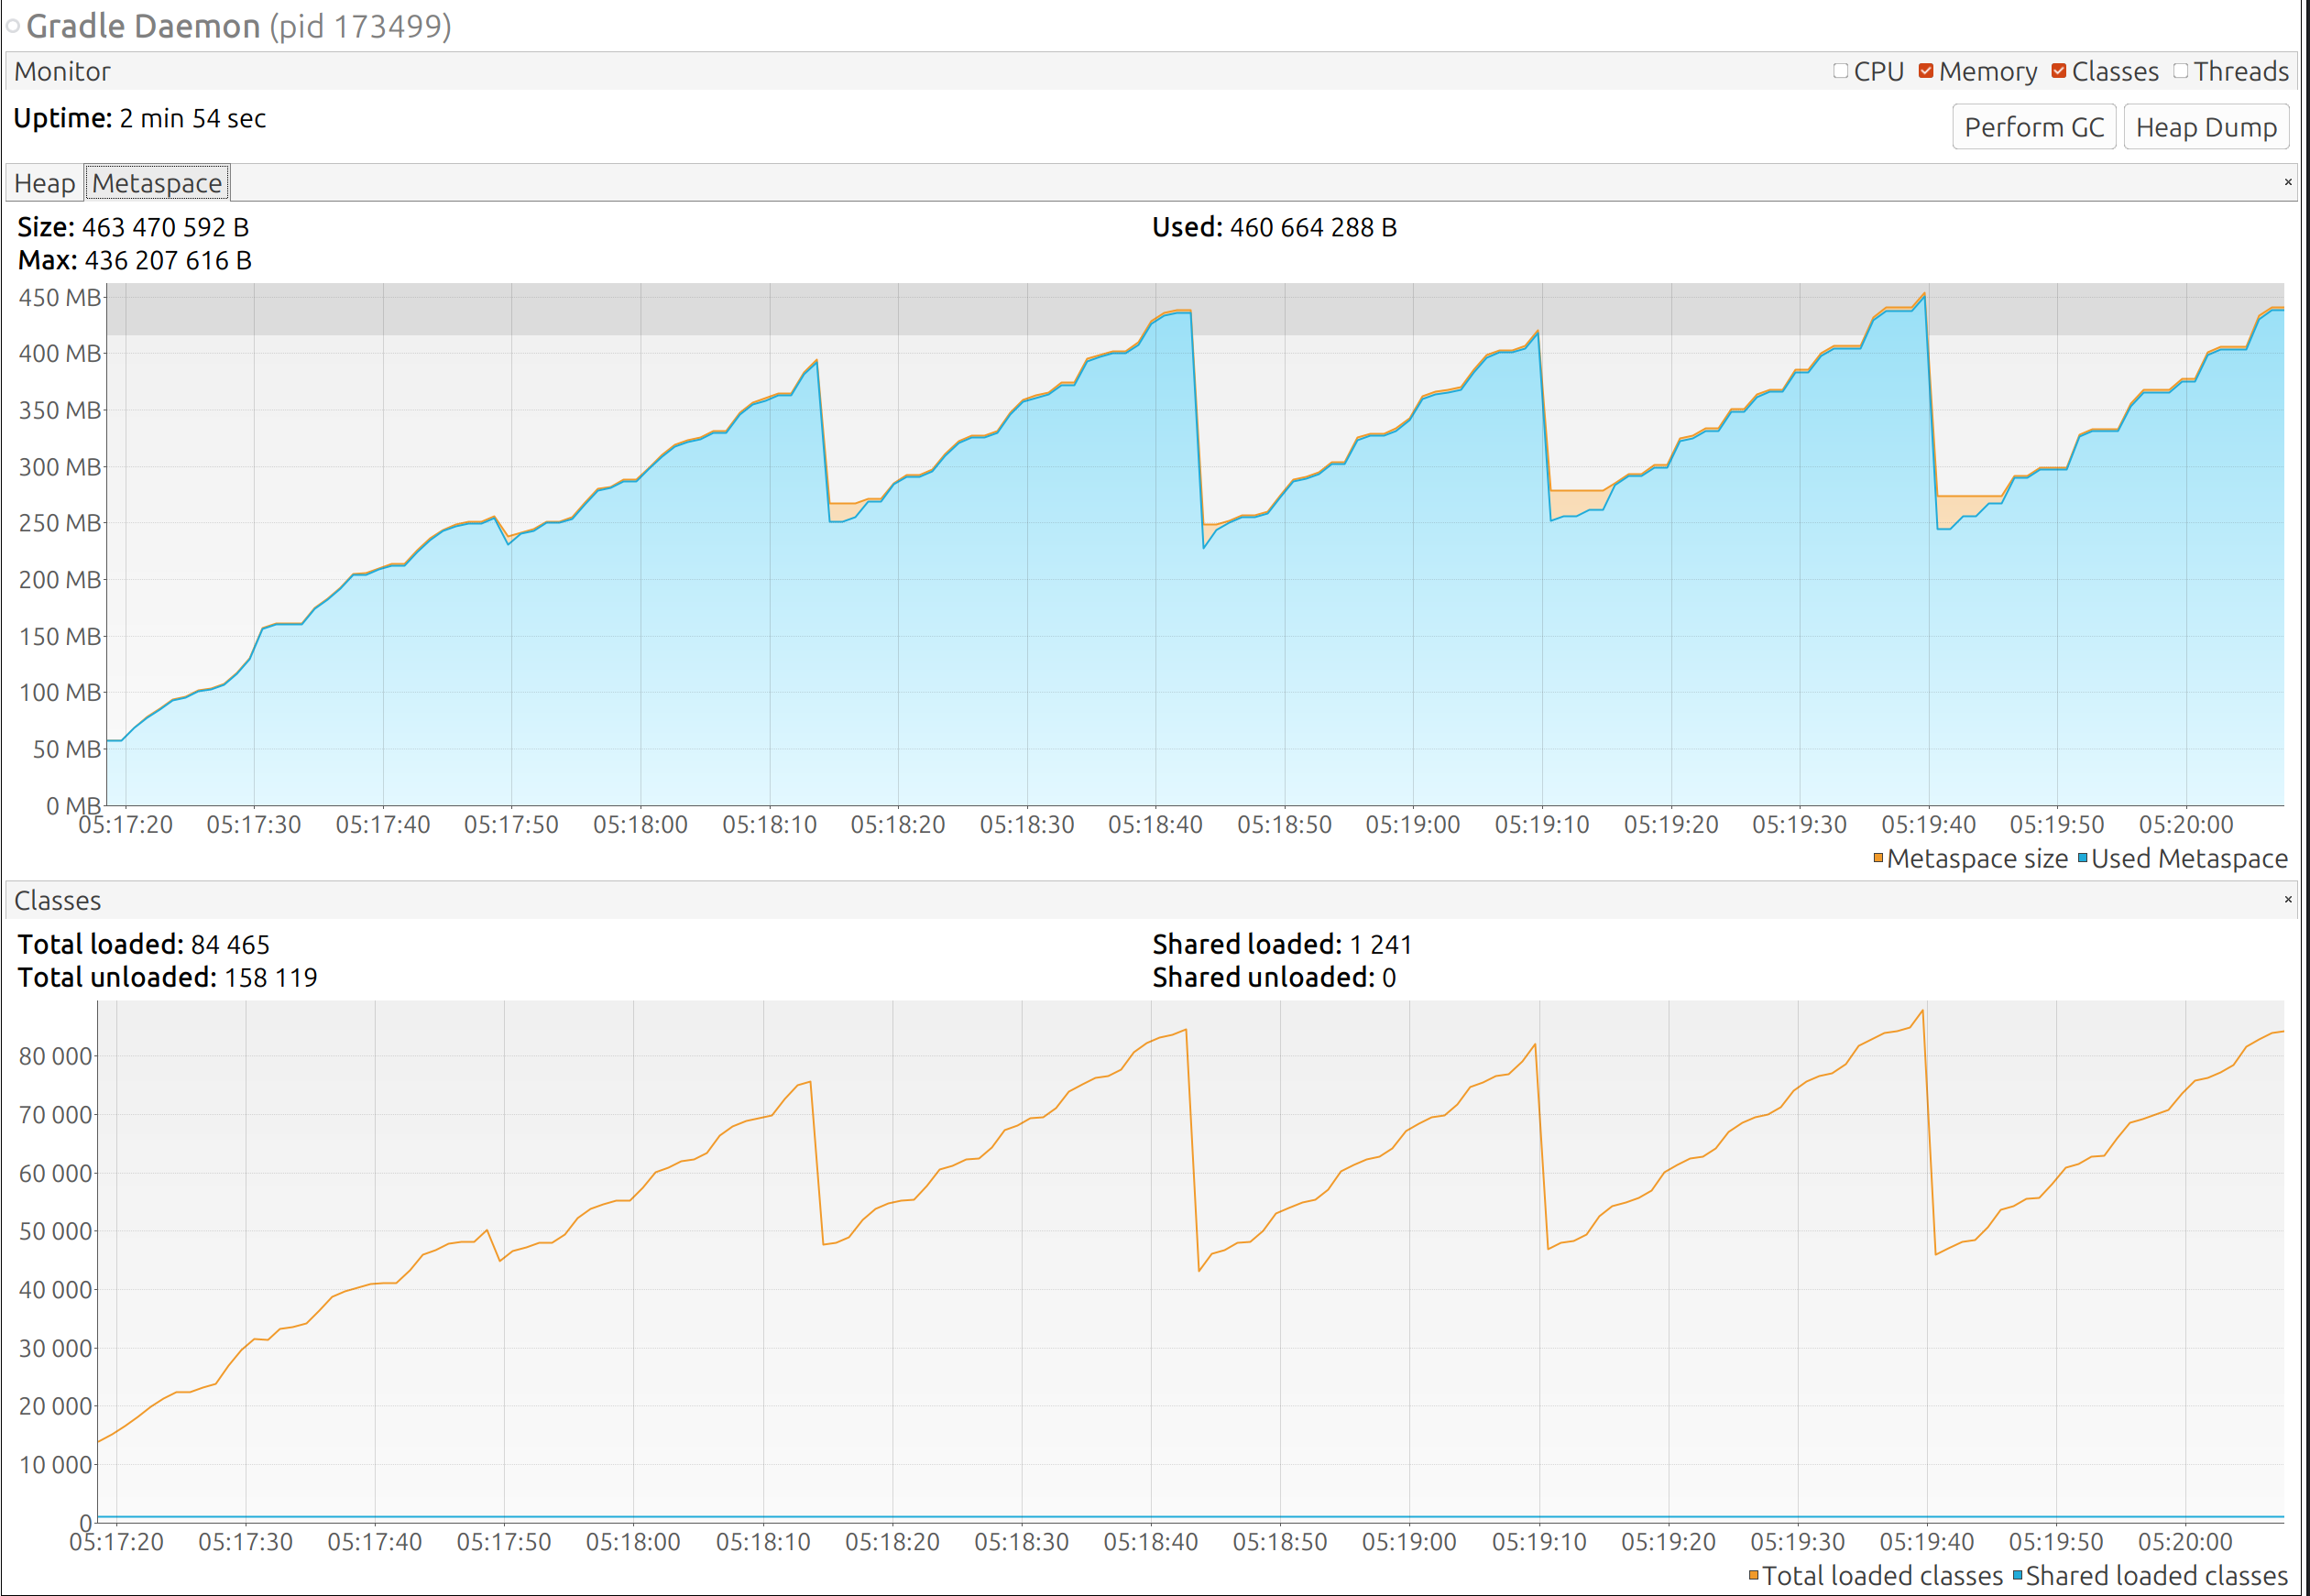 Gradle Daemon (pid 173499)
Monitor CPU Memory Classes Threads
Uptime: 2 min 54 sec
Perform GC Heap Dump
Heap Metaspace ×
Size: 463 470 592 B Used: 460 664 288 B
Max: 436 207 616 B
450 MB
400 MB
350 MB
300 MB
250 MB
200 MB
150 MB
100 MB
50 MB
0 MB
05:17:20 05:17:30 05:17:40 05:17:50 05:18:00 05:18:10 05:18:20 05:18:30 05:18:40 05:18:50 05:19:00 05:19:10 05:19:20 05:19:30 05:19:40 05:19:50 05:20:00
Metaspace size Used Metaspace
Classes ×
Total loaded: 84 465 Shared loaded: 1 241
Total unloaded: 158 119 Shared unloaded: 0
80 000
70 000
60 000
50 000
40 000
30 000
20 000
10 000
0
05:17:20 05:17:30 05:17:40 05:17:50 05:18:00 05:18:10 05:18:20 05:18:30 05:18:40 05:18:50 05:19:00 05:19:10 05:19:20 05:19:30 05:19:40 05:19:50 05:20:00
Total loaded classes Shared loaded classes